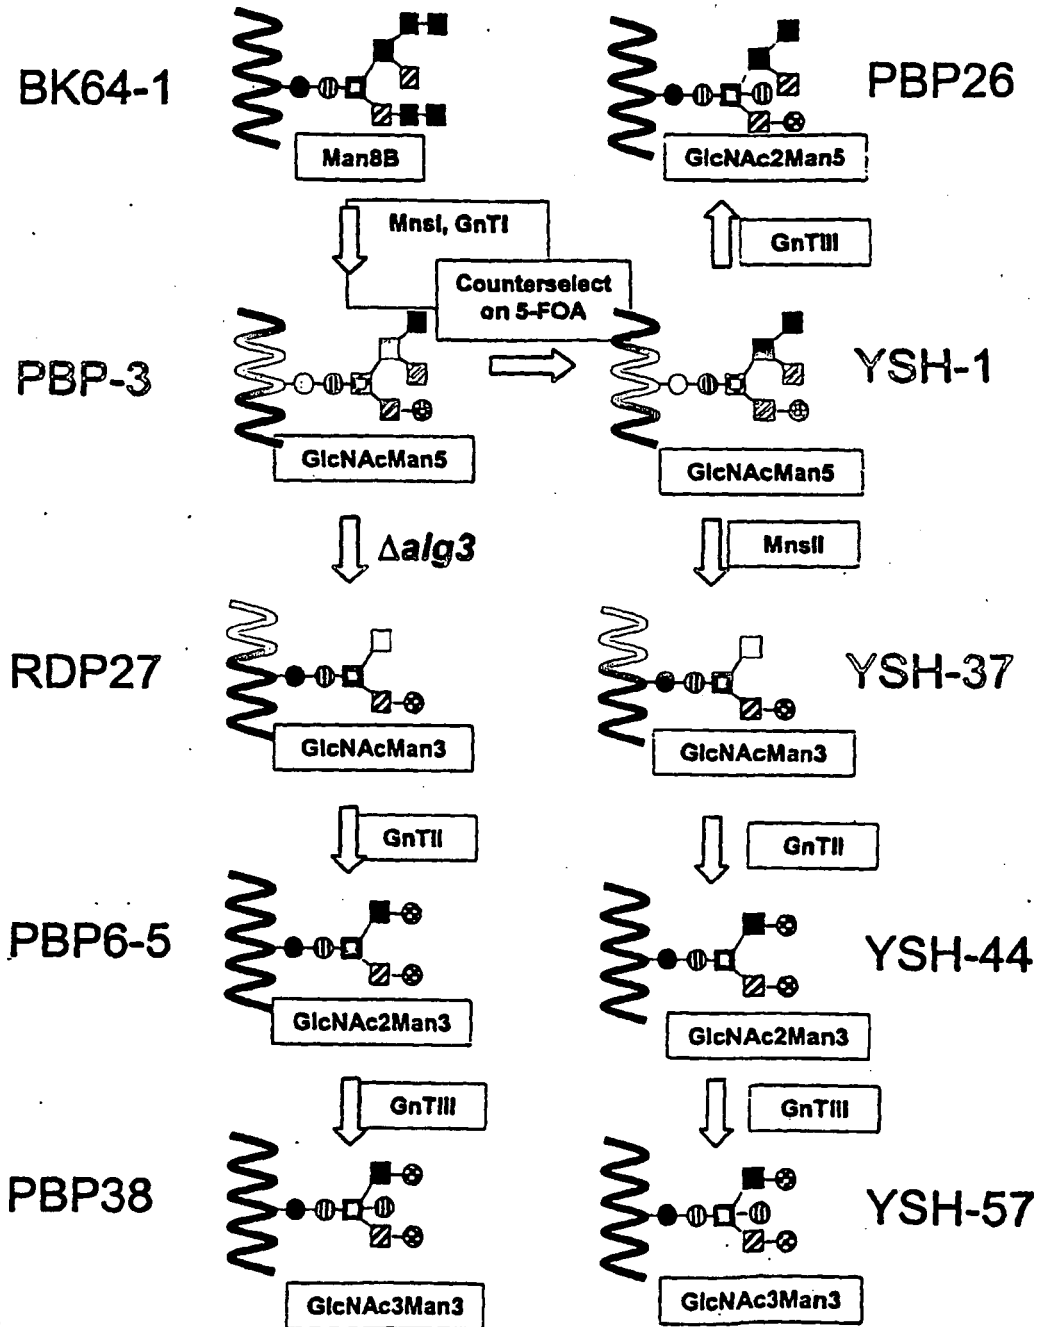 BK64-1
PBP26
Man8B
GlcNAc2Man5
MnsI, GnTI
GnTIII
Counterselect
on 5-FOA
PBP-3
YSH-1
GlcNAcMan5
GlcNAcMan5
Δalg3
MnsII
RDP27
YSH-37
GlcNAcMan3
GlcNAcMan3
GnTII
GnTII
PBP6-5
YSH-44
GlcNAc2Man3
GlcNAc2Man3
GnTIII
GnTIII
PBP38
YSH-57
GlcNAc3Man3
GlcNAc3Man3